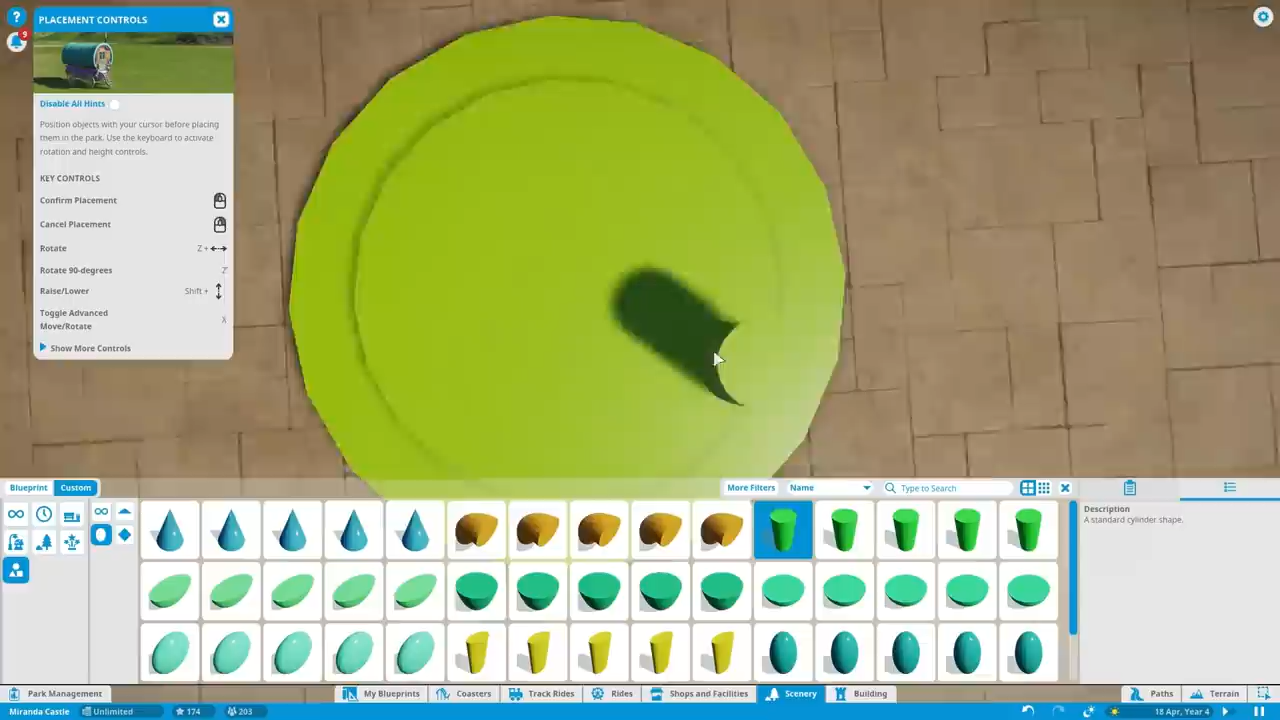 ?
9
PLACEMENT CONTROLS
Disable All Hints
Position objects with your cursor before placing
them in the park. Use the keyboard to activate
rotation and height controls.
KEY CONTROLS
Confirm Placement
Cancel Placement
Rotate Z +
Rotate 90-degrees Z
Raise/Lower Shift +
Toggle Advanced
Move/Rotate X
Show More Controls
Blueprint Custom More Filters Name Type to Search
Description
A standard cylinder shape.
Park Management My Blueprints Coasters Track Rides Rides Shops and Facilities Scenery Building Paths Terrain
Miranda Castle Unlimited 174 203 18 Apr, Year 4